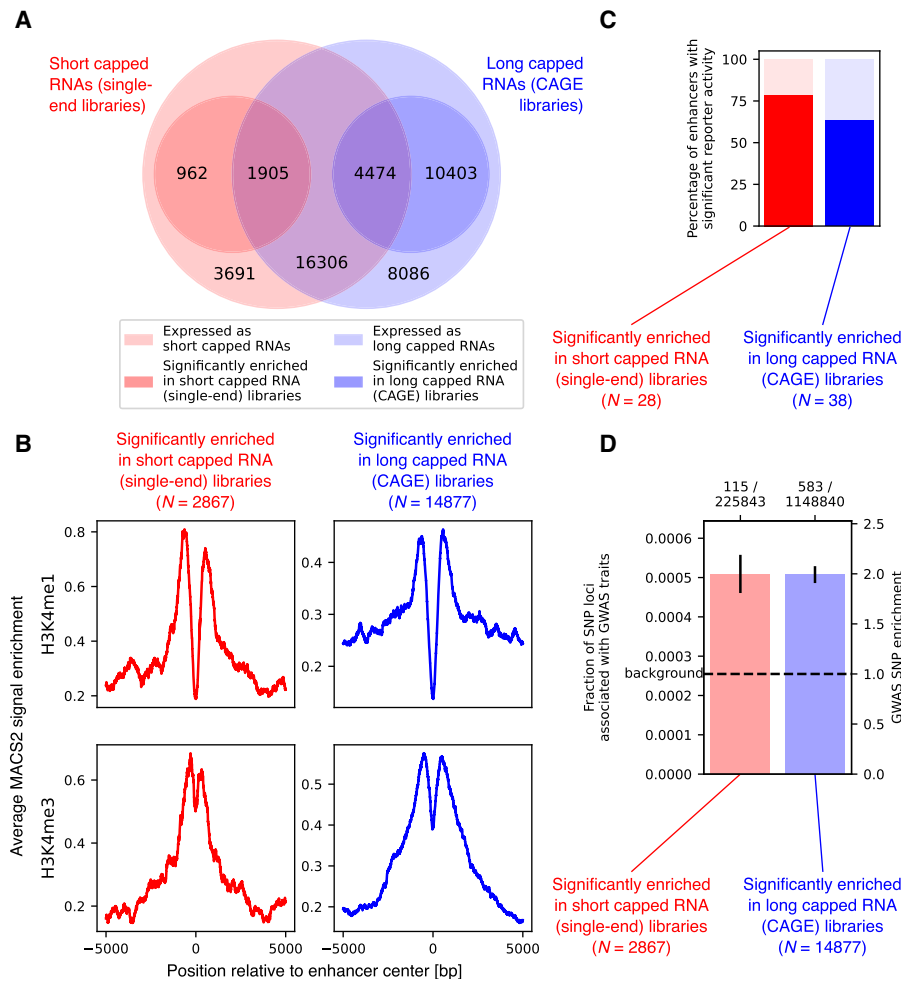 A
Short capped
RNAs (single-
end libraries)
Long capped
RNAs (CAGE
libraries)
962
1905
4474
10403
3691
16306
8086
Expressed as
short capped RNAs
Significantly enriched
in short capped RNA
(single-end) libraries
Expressed as
long capped RNAs
Significantly enriched
in long capped RNA
(CAGE) libraries
C
Percentage of enhancers with
significant reporter activity
100
75
50
25
0
Significantly enriched
in short capped RNA
(single-end) libraries
(N = 28)
Significantly enriched
in long capped RNA
(CAGE) libraries
(N = 38)
B
Significantly enriched
in short capped RNA
(single-end) libraries
(N = 2867)
Significantly enriched
in long capped RNA
(CAGE) libraries
(N = 14877)
Average MACS2 signal enrichment
H3K4me1
0.8
0.6
0.4
0.2
0.4
0.3
0.2
H3K4me3
0.6
0.4
0.2
0.5
0.4
0.3
0.2
−5000
0
5000
−5000
0
5000
Position relative to enhancer center [bp]
D
115 /
225843
583 /
1148840
Fraction of SNP loci
associated with GWAS traits
0.0006
0.0005
0.0004
0.0003
background
0.0002
0.0001
0.0000
2.5
2.0
1.5
1.0
0.5
0.0
GWAS SNP enrichment
Significantly enriched
in short capped RNA
(single-end) libraries
(N = 2867)
Significantly enriched
in long capped RNA
(CAGE) libraries
(N = 14877)